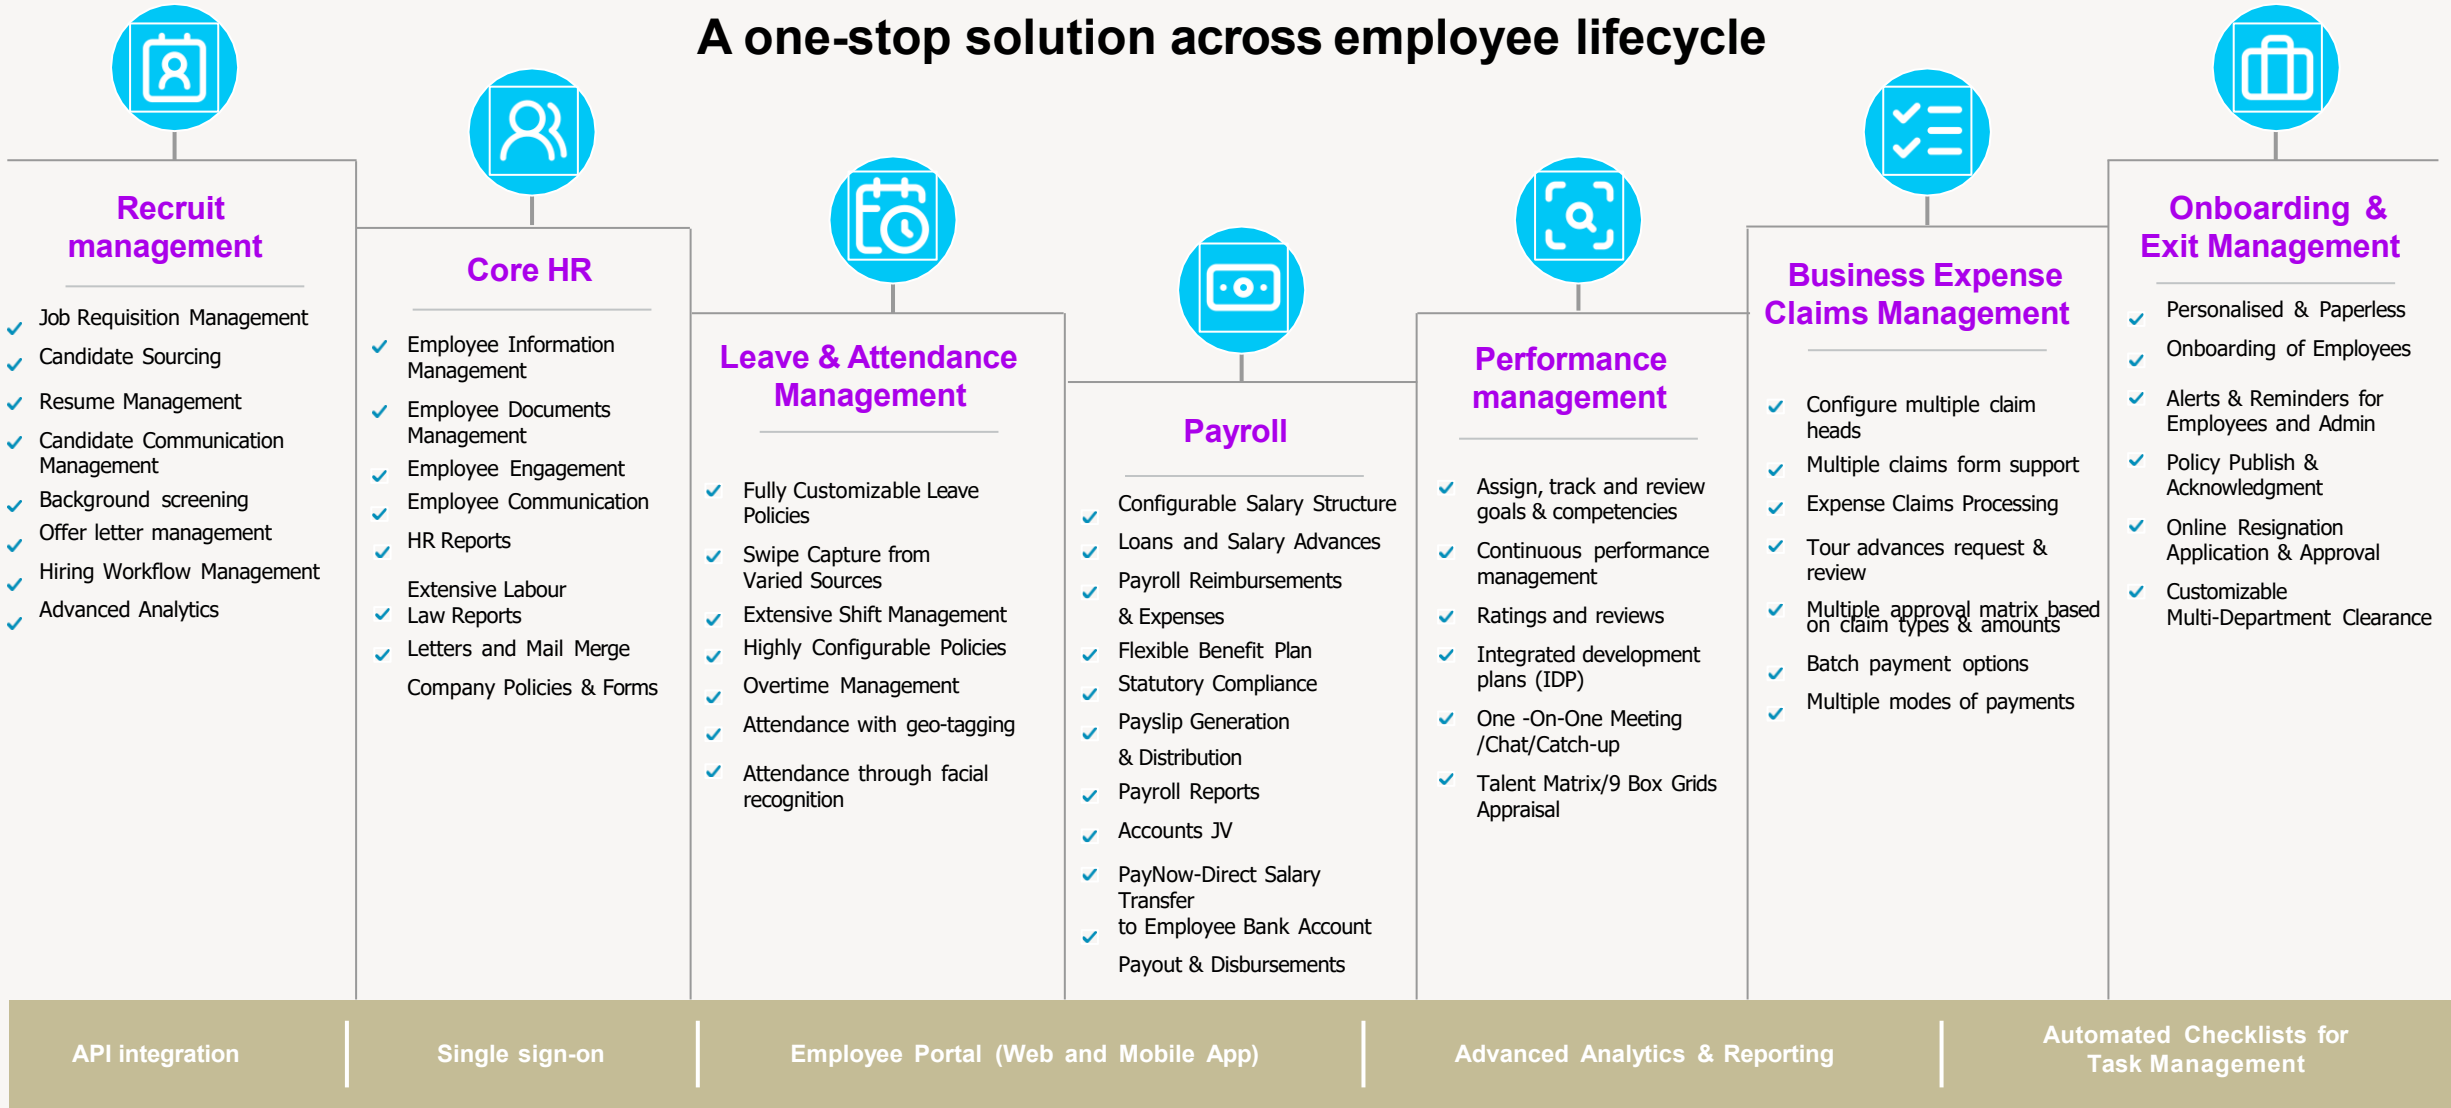 A one-stop solution across employee lifecycle
Recruit
management
Job Requisition Management
Candidate Sourcing
Resume Management
Candidate Communication
Management
Background screening
Offer letter management
Hiring Workflow Management
Advanced Analytics
Core HR
Employee Information
Management
Employee Documents
Management
Employee Engagement
Employee Communication
HR Reports
Extensive Labour
Law Reports
Letters and Mail Merge
Company Policies & Forms
Leave & Attendance
Management
Fully Customizable Leave
Policies
Swipe Capture from
Varied Sources
Extensive Shift Management
Highly Configurable Policies
Overtime Management
Attendance with geo-tagging
Attendance through facial
recognition
Payroll
Configurable Salary Structure
Loans and Salary Advances
Payroll Reimbursements
& Expenses
Flexible Benefit Plan
Statutory Compliance
Payslip Generation
& Distribution
Payroll Reports
Accounts JV
PayNow-Direct Salary
Transfer
to Employee Bank Account
Payout & Disbursements
Performance
management
Assign, track and review
goals & competencies
Continuous performance
management
Ratings and reviews
Integrated development
plans (IDP)
One -On-One Meeting
/Chat/Catch-up
Talent Matrix/9 Box Grids
Appraisal
Business Expense
Claims Management
Configure multiple claim
heads
Multiple claims form support
Expense Claims Processing
Tour advances request &
review
Multiple approval matrix based
on claim types & amounts
Batch payment options
Multiple modes of payments
Onboarding &
Exit Management
Personalised & Paperless
Onboarding of Employees
Alerts & Reminders for
Employees and Admin
Policy Publish &
Acknowledgment
Online Resignation
Application & Approval
Customizable
Multi-Department Clearance
API integration
Single sign-on
Employee Portal (Web and Mobile App)
Advanced Analytics & Reporting
Automated Checklists for
Task Management